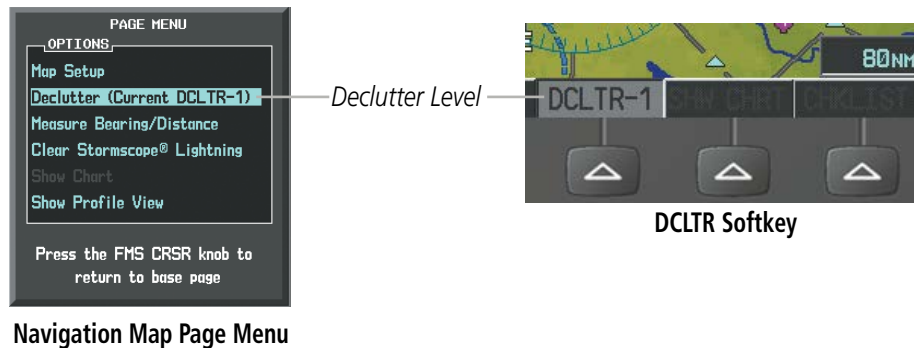 PAGE MENU
OPTIONS
Map Setup
Declutter (Current DCLTR-1)
Measure Bearing/Distance
Clear Stormscope® Lightning
Show Chart
Show Profile View
Press the FMS CRSR knob to
return to base page
Navigation Map Page Menu
Declutter Level
E
80NM
DCLTR-1 SHW CHRT CHKLIST
DCLTR Softkey